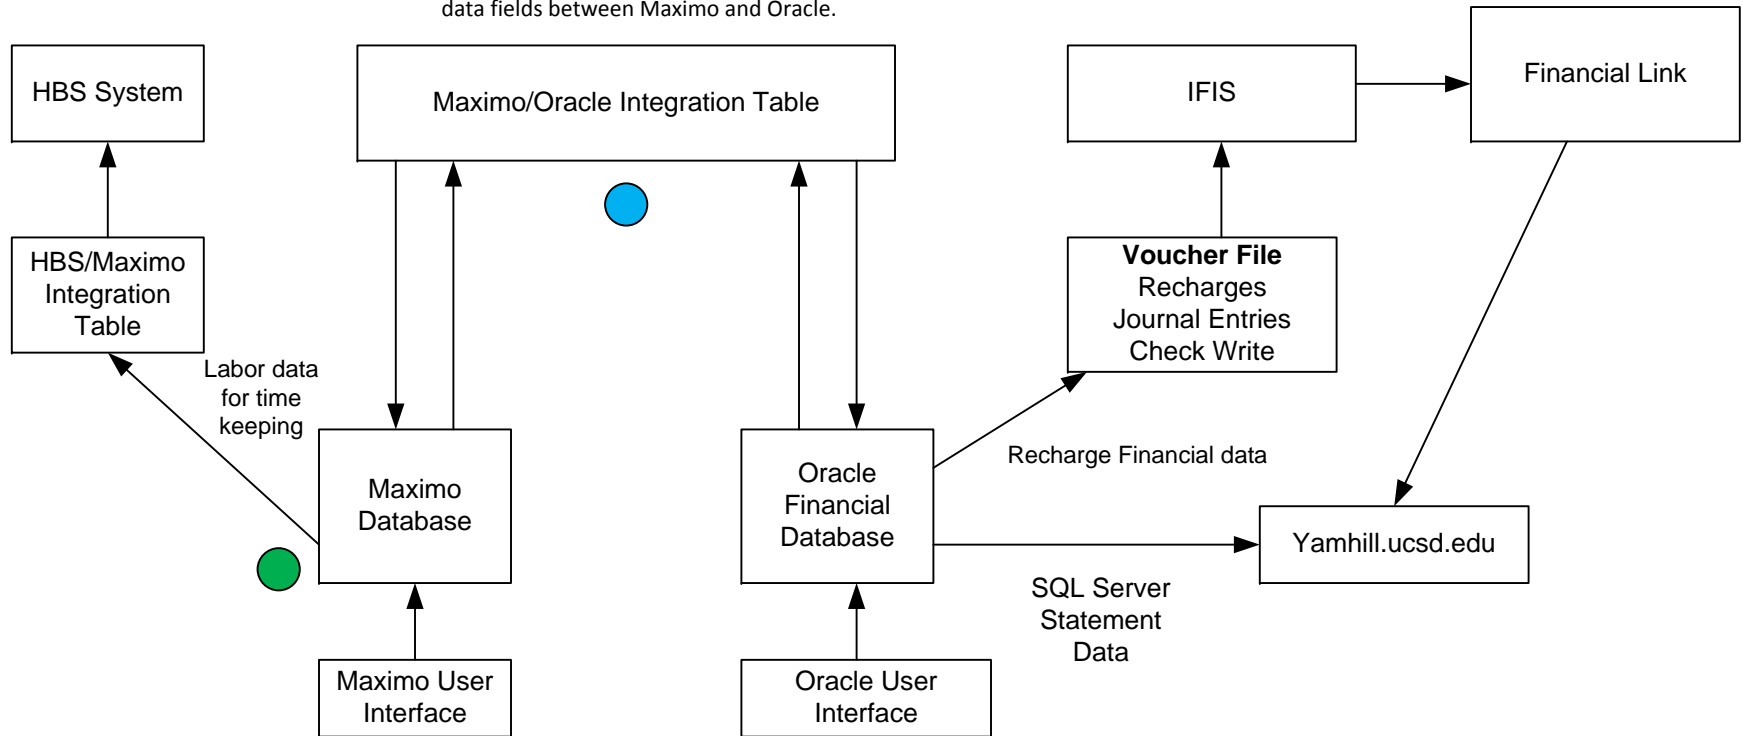 data fields between Maximo and Oracle.
HBS System
Maximo/Oracle Integration Table
IFIS
Financial Link
HBS/Maximo
Integration
Table
Voucher File
Recharges
Journal Entries
Check Write
Labor data
for time
keeping
Maximo
Database
Oracle
Financial
Database
Recharge Financial data
Yamhill.ucsd.edu
SQL Server
Statement
Data
Maximo User
Interface
Oracle User
Interface